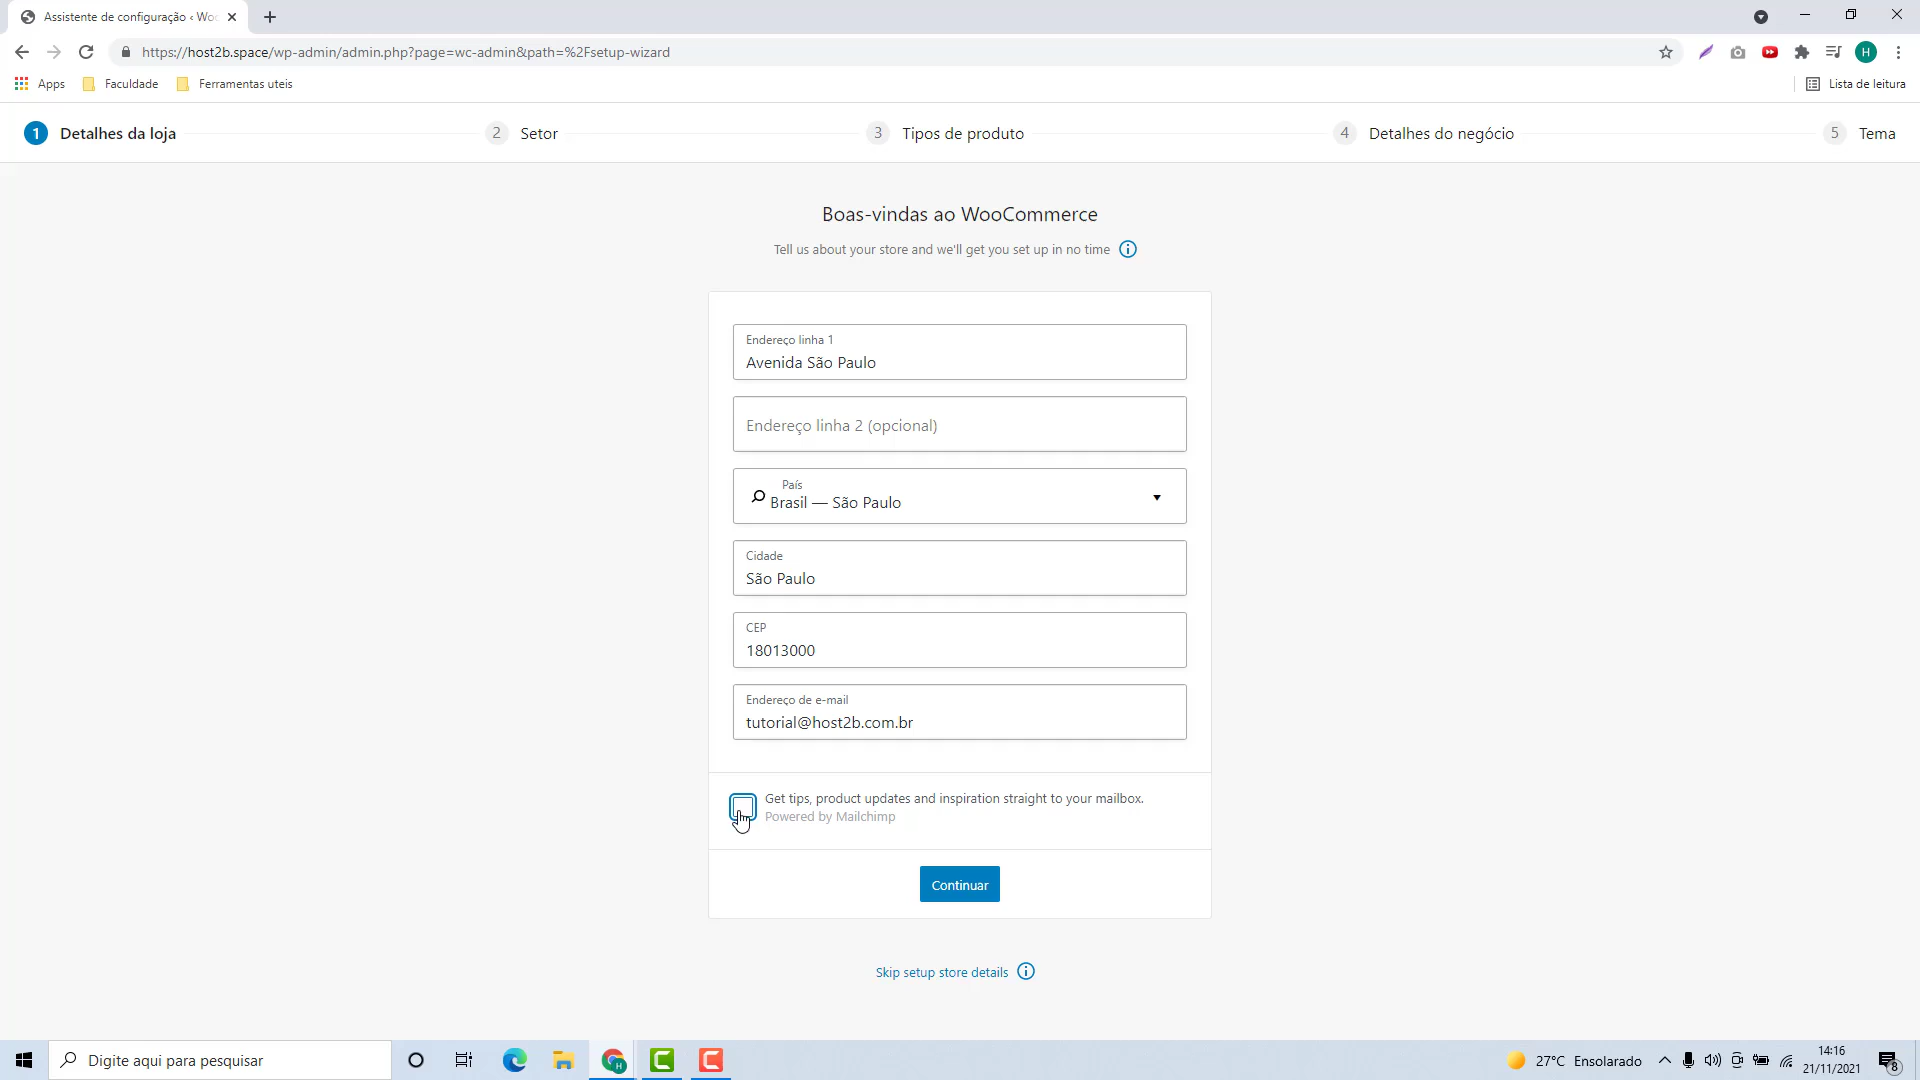 Assistente de configuração ‹ Woo
https://host2b.space/wp-admin/admin.php?page=wc-admin&path=%2Fsetup-wizard
H
Apps
Faculdade
Ferramentas uteis
Lista de leitura
1 Detalhes da loja
2 Setor
3 Tipos de produto
4 Detalhes do negócio
5 Tema
Boas-vindas ao WooCommerce
Tell us about your store and we'll get you set up in no time
Endereço linha 1
Avenida São Paulo
Endereço linha 2 (opcional)
País
Brasil — São Paulo
Cidade
São Paulo
CEP
18013000
Endereço de e-mail
tutorial@host2b.com.br
Get tips, product updates and inspiration straight to your mailbox.
Powered by Mailchimp
Continuar
Skip setup store details
Digite aqui para pesquisar
27°C Ensolarado
14:16
21/11/2021
8